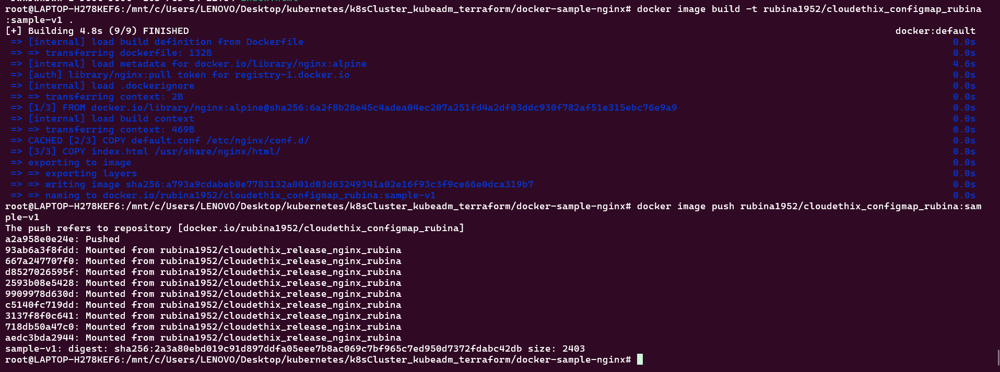 root@LAPTOP-H278KEF6:/mnt/c/Users/LENOVO/Desktop/kubernetes/k8sCluster_kubeadm_terraform/docker-sample-nginx# docker image build -t rubina1952/cloudethix_configmap_rubina
:sample-v1 .
[+] Building 4.8s (9/9) FINISHED docker:default
=> [internal] load build definition from Dockerfile 0.0s
=> => transferring dockerfile: 132B 0.0s
=> [internal] load metadata for docker.io/library/nginx:alpine 4.6s
=> [auth] library/nginx:pull token for registry-1.docker.io 0.0s
=> [internal] load .dockerignore 0.0s
=> => transferring context: 2B 0.0s
=> [1/3] FROM docker.io/library/nginx:alpine@sha256:6a2f8b28e45c4adea04ec207a251fd4a2df03ddc930f782af51e315ebc76e9a9 0.0s
=> [internal] load build context 0.0s
=> => transferring context: 469B 0.0s
=> CACHED [2/3] COPY default.conf /etc/nginx/conf.d/ 0.0s
=> [3/3] COPY index.html /usr/share/nginx/html/ 0.0s
=> exporting to image 0.0s
=> => exporting layers 0.0s
=> => writing image sha256:a793a9cdabeb0e7783132a001d03d63249341a02e16f93c3f9ce66e0dca319b7 0.0s
=> => naming to docker.io/rubina1952/cloudethix_configmap_rubina:sample-v1 0.0s
root@LAPTOP-H278KEF6:/mnt/c/Users/LENOVO/Desktop/kubernetes/k8sCluster_kubeadm_terraform/docker-sample-nginx# docker image push rubina1952/cloudethix_configmap_rubina:sam
ple-v1
The push refers to repository [docker.io/rubina1952/cloudethix_configmap_rubina]
a2a958e0e24e: Pushed
93ab6a3f8fdd: Mounted from rubina1952/cloudethix_release_nginx_rubina
667a247707f0: Mounted from rubina1952/cloudethix_release_nginx_rubina
d8527026595f: Mounted from rubina1952/cloudethix_release_nginx_rubina
2593b08e5428: Mounted from rubina1952/cloudethix_release_nginx_rubina
9909978d630d: Mounted from rubina1952/cloudethix_release_nginx_rubina
c5140fc719dd: Mounted from rubina1952/cloudethix_release_nginx_rubina
3137f8f0c641: Mounted from rubina1952/cloudethix_release_nginx_rubina
718db50a47c0: Mounted from rubina1952/cloudethix_release_nginx_rubina
aedc3bda2944: Mounted from rubina1952/cloudethix_release_nginx_rubina
sample-v1: digest: sha256:2a3a80ebd019c91d897ddfa05eee7b8ac069c7bf965c7ed950d7372fdabc42db size: 2403
root@LAPTOP-H278KEF6:/mnt/c/Users/LENOVO/Desktop/kubernetes/k8sCluster_kubeadm_terraform/docker-sample-nginx#